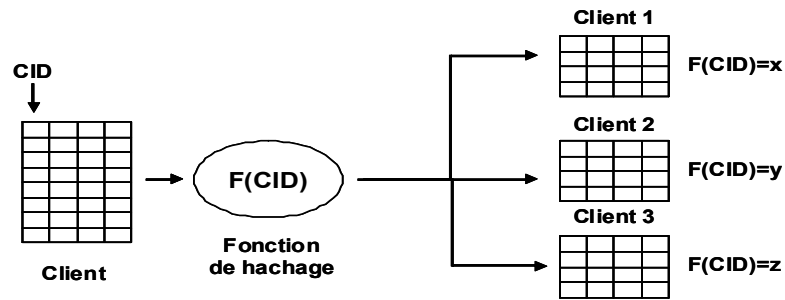 CID
Client
F(CID)
Fonction
de hachage
Client 1
F(CID)=x
Client 2
F(CID)=y
Client 3
F(CID)=z